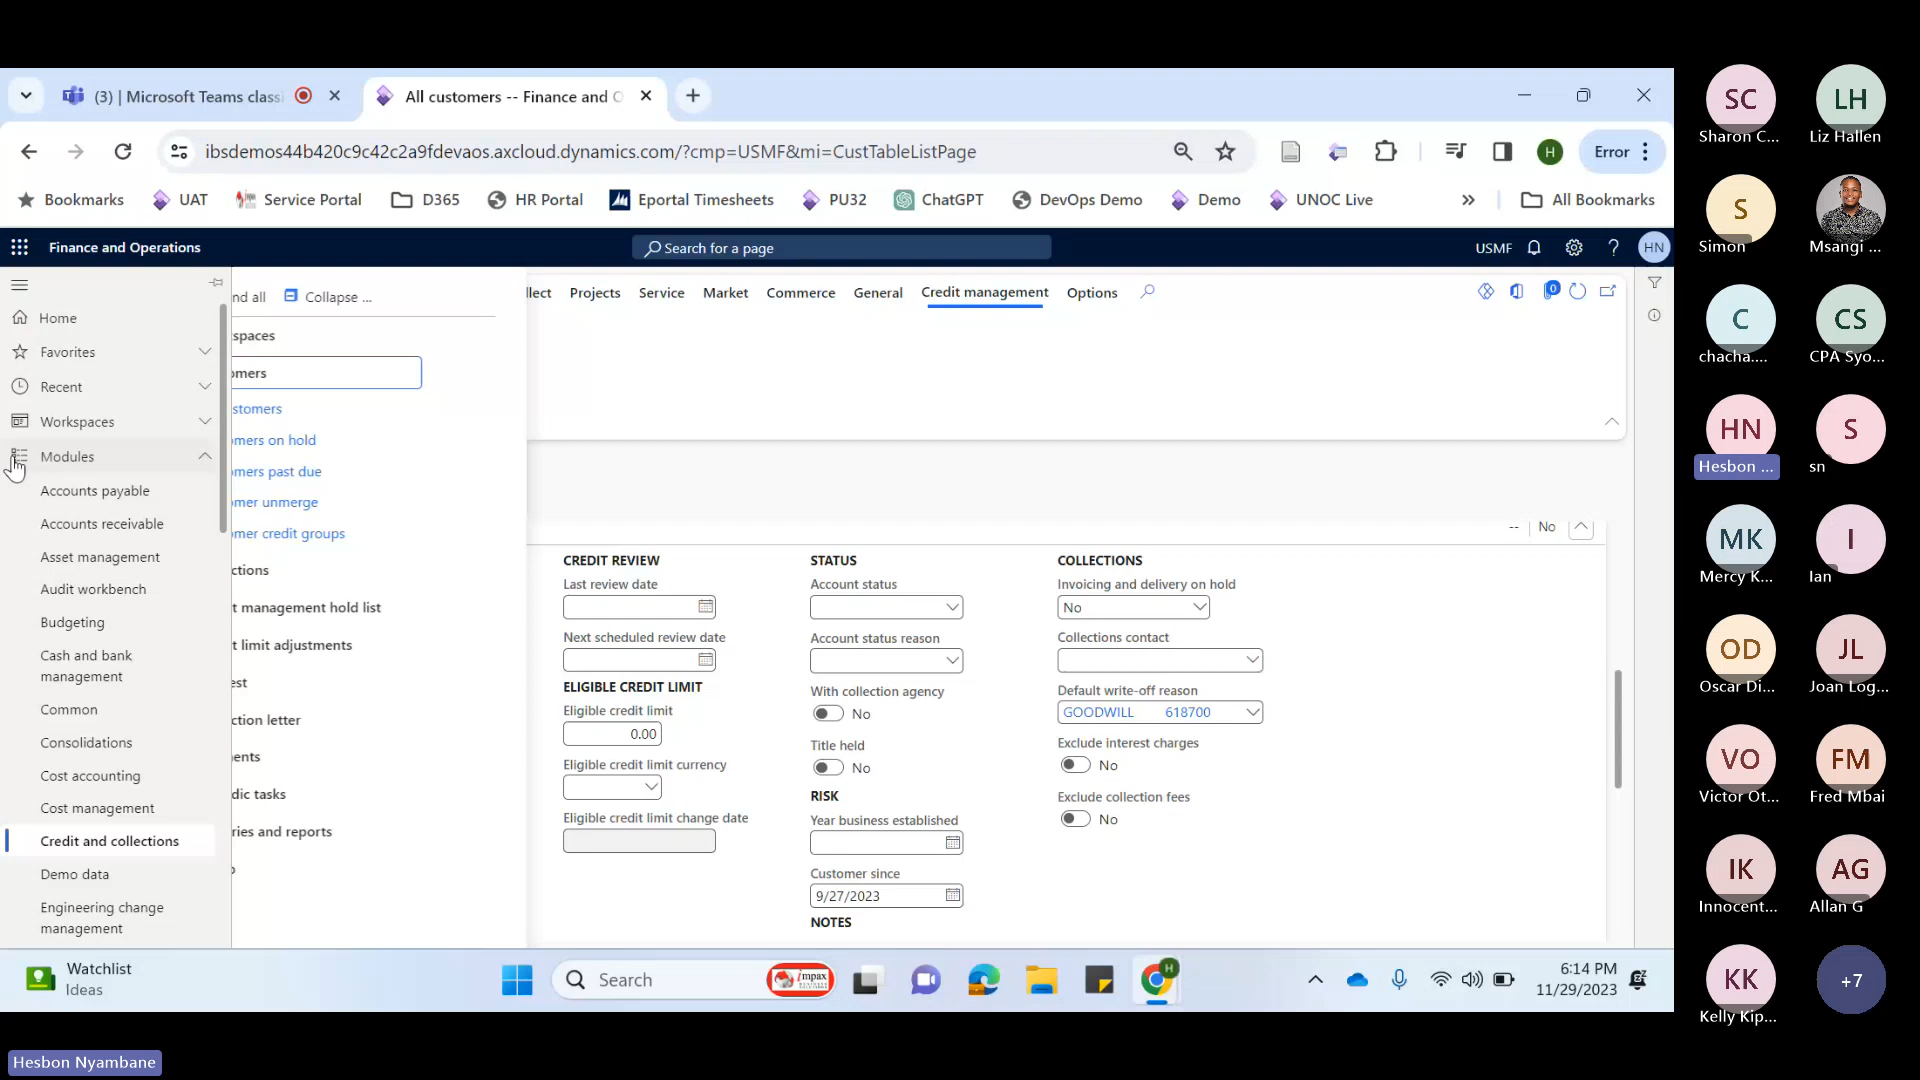 (3) | Microsoft Teams classi
All customers -- Finance and O
ibsdemos44b420c9c42c2a9fdevaos.axcloud.dynamics.com/?cmp=USMF&mi=CustTableListPage
H
Error
Bookmarks
UAT
Service Portal
D365
HR Portal
Eportal Timesheets
PU32
ChatGPT
DevOps Demo
Demo
UNOC Live
»
All Bookmarks
Finance and Operations
Search for a page
USMF
?
HN
Home
Favorites
Recent
Workspaces
Modules
Accounts payable
Accounts receivable
Asset management
Audit workbench
Budgeting
Cash and bank
management
Common
Consolidations
Cost accounting
Cost management
Credit and collections
Demo data
Engineering change
management
nd all
Collapse ...
spaces
omers
stomers
omers on hold
omers past due
omer unmerge
omer credit groups
ctions
t management hold list
t limit adjustments
est
ction letter
ents
dic tasks
ries and reports
llect
Projects
Service
Market
Commerce
General
Credit management
Options
0
--
No
CREDIT REVIEW
Last review date
Next scheduled review date
ELIGIBLE CREDIT LIMIT
Eligible credit limit
0.00
Eligible credit limit currency
Eligible credit limit change date
STATUS
Account status
Account status reason
With collection agency
No
Title held
No
RISK
Year business established
Customer since
9/27/2023
NOTES
COLLECTIONS
Invoicing and delivery on hold
No
Collections contact
Default write-off reason
GOODWILL 618700
Exclude interest charges
No
Exclude collection fees
No
Watchlist
Ideas
Search
impax
H
6:14 PM
11/29/2023
Hesbon Nyambane
SC
Sharon C...
LH
Liz Hallen
S
Simon
Msangi ...
C
chacha....
CS
CPA Syo...
HN
Hesbon ...
S
sn
MK
Mercy K...
I
Ian
OD
Oscar Di...
JL
Joan Log...
VO
Victor Ot...
FM
Fred Mbai
IK
Innocent...
AG
Allan G
KK
Kelly Kip...
+7